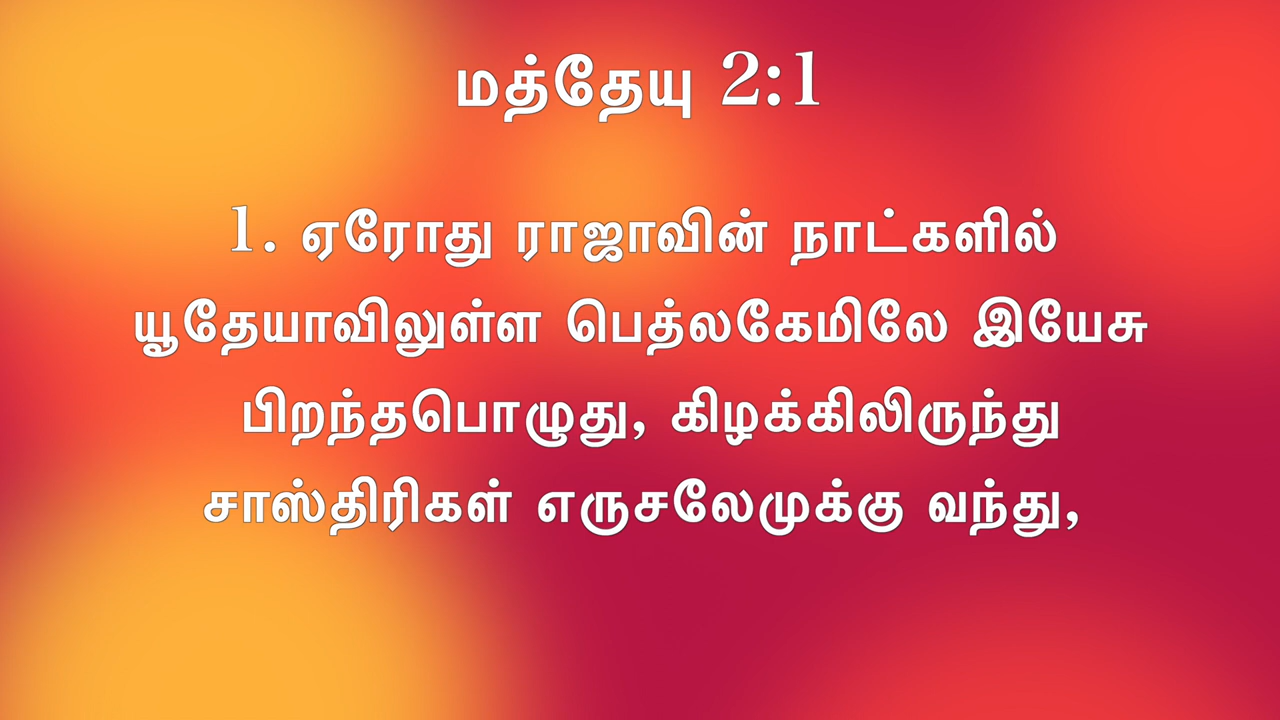 மத்தேயு 2:1
1. ஏரோது ராஜாவின் நாட்களில்
யூதேயாவிலுள்ள பெத்லகேமிலே இயேசு
பிறந்தபொழுது, கிழக்கிலிருந்து
சாஸ்திரிகள் எருசலேமுக்கு வந்து,